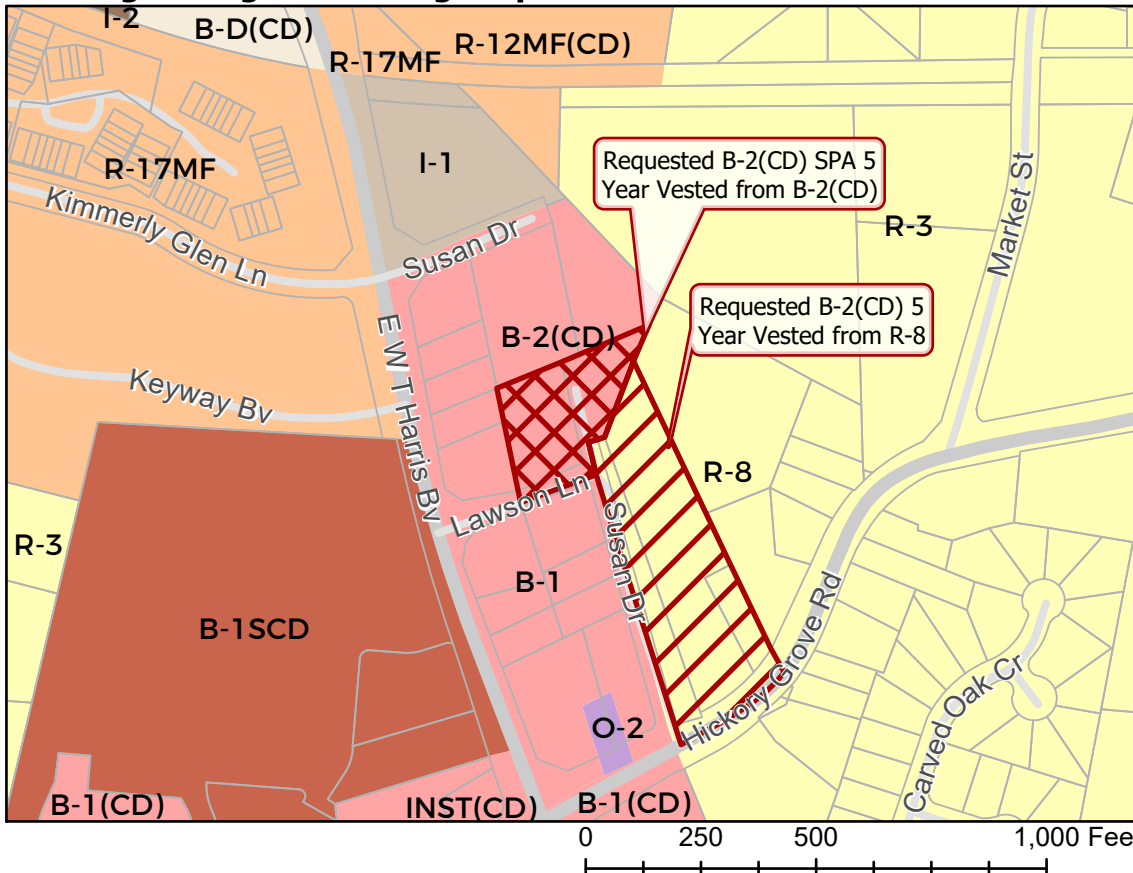 I-2
B-D(CD)
R-17MF
R-12MF(CD)
I-1
R-17MF
Requested B-2(CD) SPA 5
Year Vested from B-2(CD)
Kimmerly Glen Ln
Susan Dr
R-3
Market St
Requested B-2(CD) 5
Year Vested from R-8
B-2(CD)
E W T Harris Bv
Keyway Bv
R-8
Lawson Ln
Susan Dr
R-3
B-1
B-1SCD
Hickory Grove Rd
O-2
Carved Oak Cr
B-1(CD)
INST(CD)
B-1(CD)
0 250 500 1,000 Fee